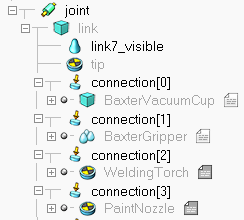 joint
link
link7_visible
tip
connection[0]
BaxterVacuumCup
connection[1]
BaxterGripper
connection[2]
WeldingTorch
connection[3]
PaintNozzle